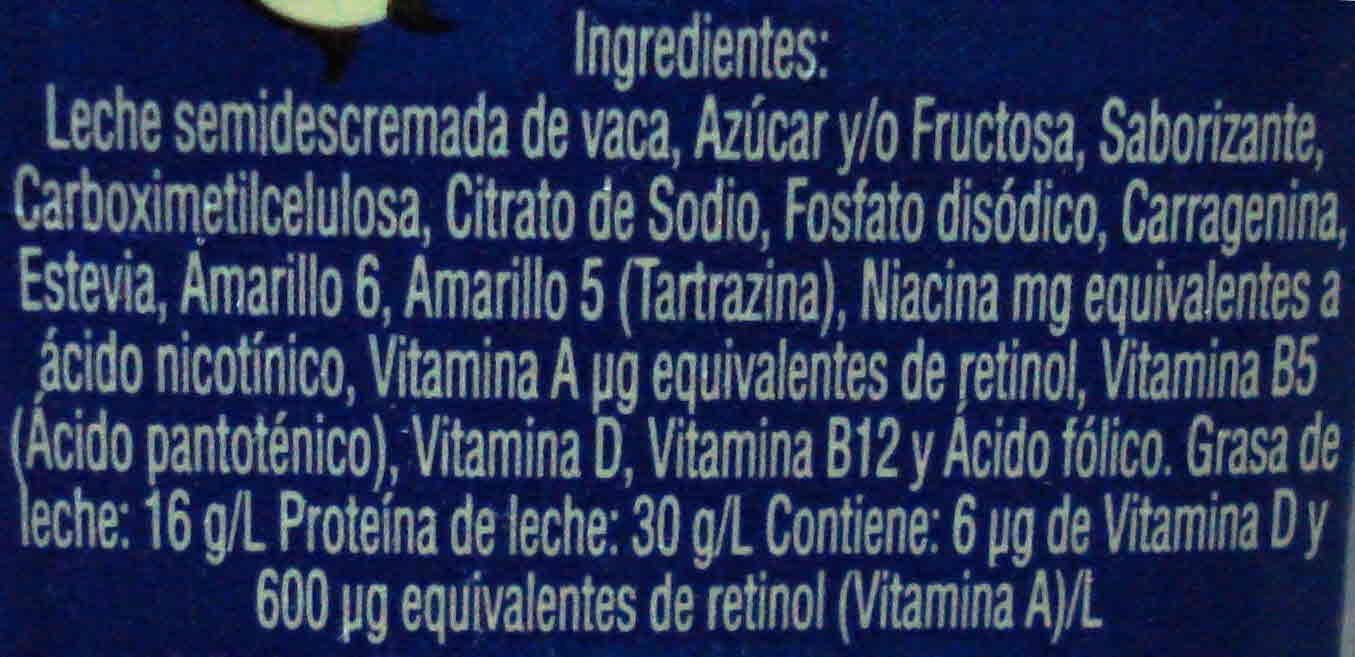 Ingredientes:
Leche semidescremada de vaca, Azúcar y/o Fructosa, Saborizante,
Carboximetilcelulosa, Citrato de Sodio, Fosfato disódico, Carragenina,
Estevia, Amarillo 6, Amarillo 5 (Tartrazina), Niacina mg equivalentes a
ácido nicotínico, Vitamina A µg equivalentes de retinol, Vitamina B5
(Ácido pantoténico), Vitamina D, Vitamina B12 y Ácido fólico. Grasa de
leche: 16 g/L Proteína de leche: 30 g/L Contiene: 6 µg de Vitamina D y
600 µg equivalentes de retinol (Vitamina A)/L